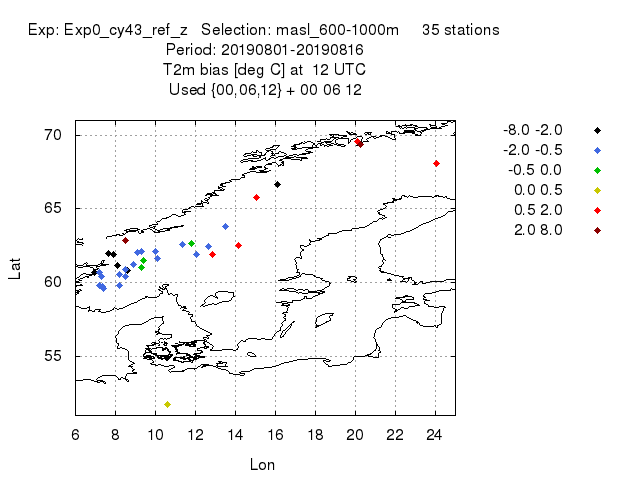 Exp: Exp0_cy43_ref_z Selection: masl_600-1000m 35 stations
Period: 20190801-20190816
T2m bias [deg C] at 12 UTC
Used {00,06,12} + 00 06 12
-8.0 -2.0
-2.0 -0.5
-0.5 0.0
0.0 0.5
0.5 2.0
2.0 8.0
70
65
60
55
Lat
6 8 10 12 14 16 18 20 22 24
Lon